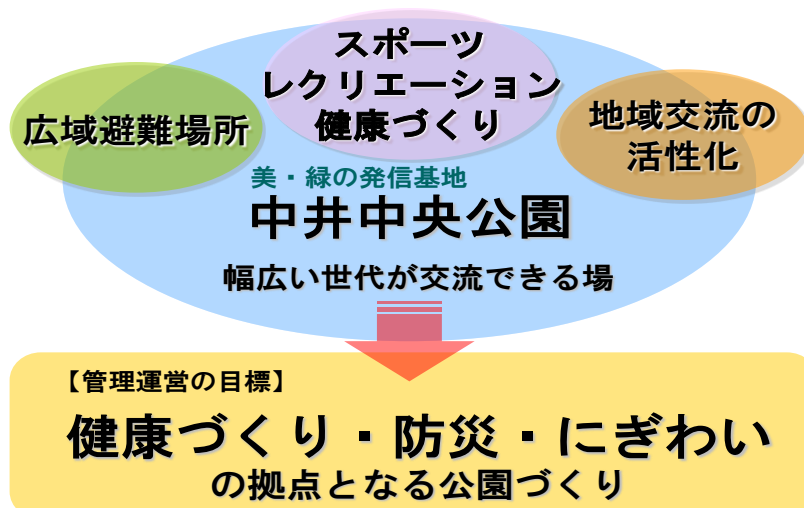 スポーツ
レクリエーション
健康づくり
広域避難場所
地域交流の
活性化
美・緑の発信基地
中井中央公園
幅広い世代が交流できる場
【管理運営の目標】
健康づくり・防災・にぎわい
の拠点となる公園づくり